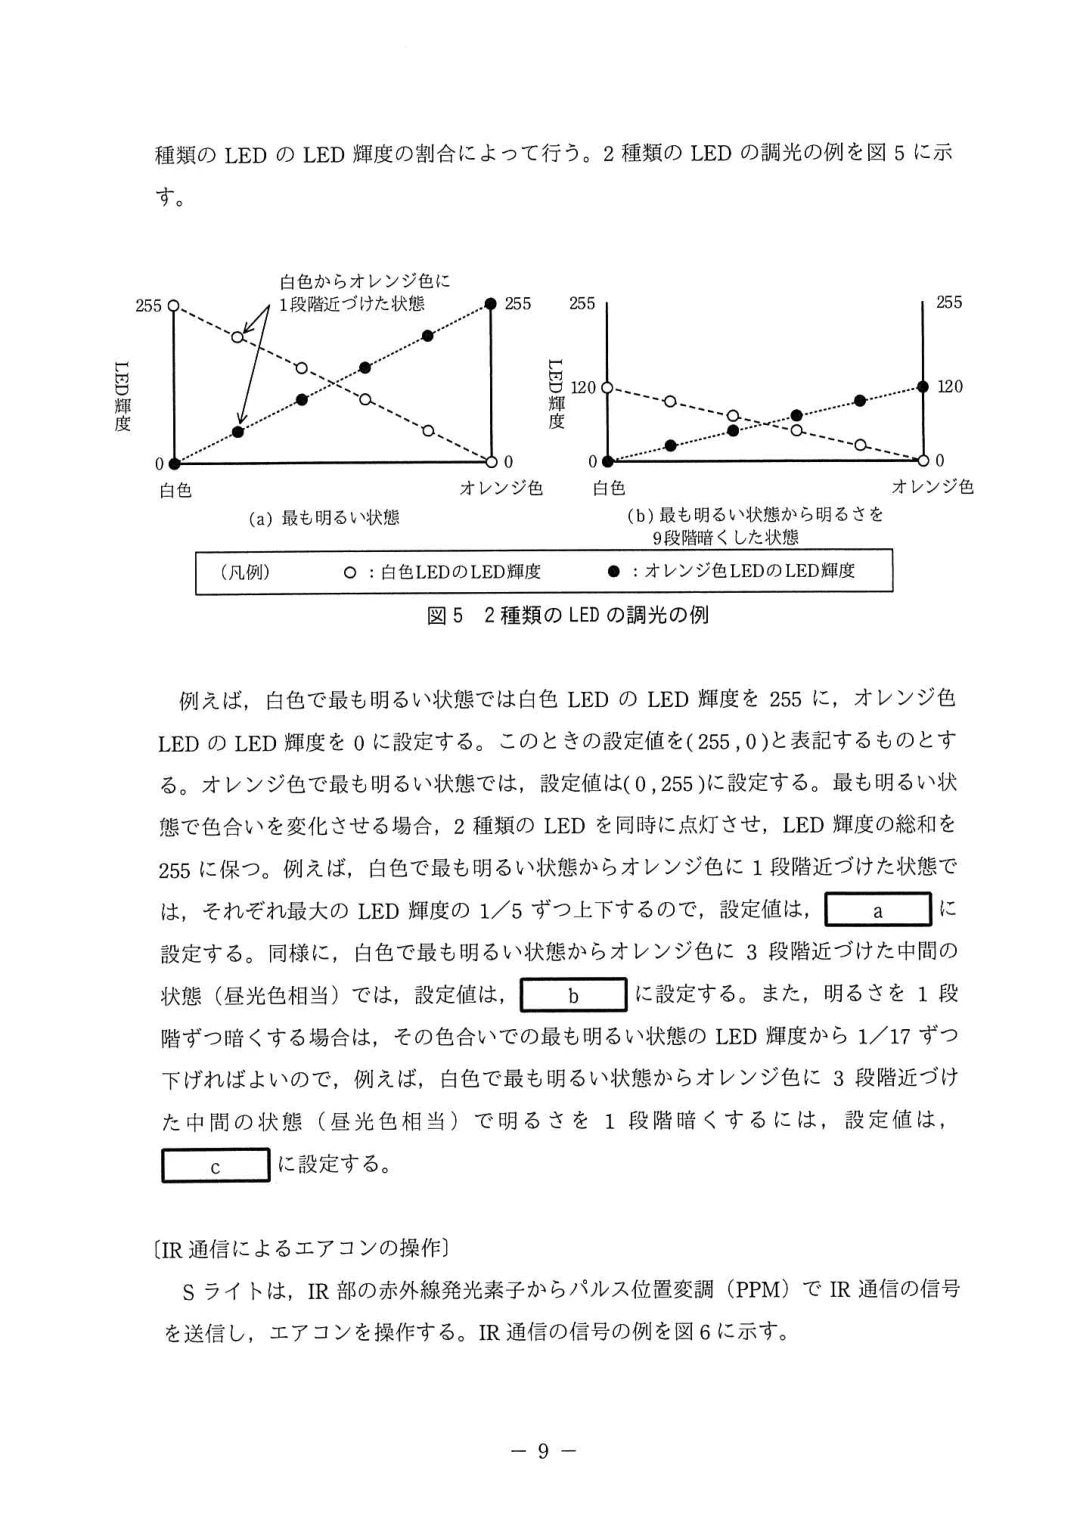 種類の LED の LED 輝度の割合によって行う。2 種類の LED の調光の例を図 5 に示
す。
白色からオレンジ色に
1段階近づけた状態
255
255
LED輝度
0
0
白色
オレンジ色
(a) 最も明るい状態
255
255
LED輝度
120
120
0
0
白色
オレンジ色
(b) 最も明るい状態から明るさを
9段階暗くした状態
（凡例）　○：白色LEDのLED輝度　●：オレンジ色LEDのLED輝度
図 5　2 種類の LED の調光の例
例えば，白色で最も明るい状態では白色 LED の LED 輝度を 255 に，オレンジ色
LED の LED 輝度を 0 に設定する。このときの設定値を(255,0)と表記するものとす
る。オレンジ色で最も明るい状態では，設定値は(0,255)に設定する。最も明るい状
態で色合いを変化させる場合，2 種類の LED を同時に点灯させ，LED 輝度の総和を
255 に保つ。例えば，白色で最も明るい状態からオレンジ色に 1 段階近づけた状態で
は，それぞれ最大の LED 輝度の 1／5 ずつ上下するので，設定値は， a に
設定する。同様に，白色で最も明るい状態からオレンジ色に 3 段階近づけた中間の
状態（昼光色相当）では，設定値は， b に設定する。また，明るさを 1 段
階ずつ暗くする場合は，その色合いでの最も明るい状態の LED 輝度から 1／17 ずつ
下げればよいので，例えば，白色で最も明るい状態からオレンジ色に 3 段階近づけ
た中間の状態（昼光色相当）で明るさを 1 段階暗くするには，設定値は，
c に設定する。
〔IR 通信によるエアコンの操作〕
S ライトは，IR 部の赤外線発光素子からパルス位置変調（PPM）で IR 通信の信号
を送信し，エアコンを操作する。IR 通信の信号の例を図 6 に示す。
－ 9 －